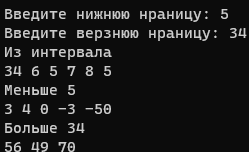 Введите нижнюю нраницу: 5
Введите верзнюю нраницу: 34
Из интервала
34 6 5 7 8 5
Меньше 5
3 4 0 -3 -50
Больше 34
56 49 70